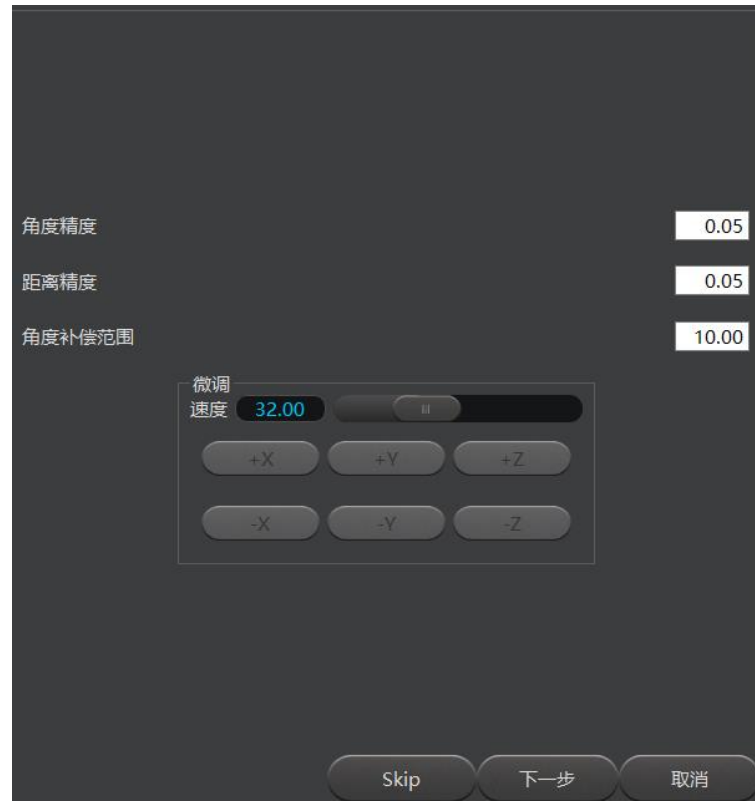 角度精度 0.05
距离精度 0.05
角度补偿范围 10.00
微调
速度 32.00
+X +Y +Z
-X -Y -Z
Skip 下一步 取消